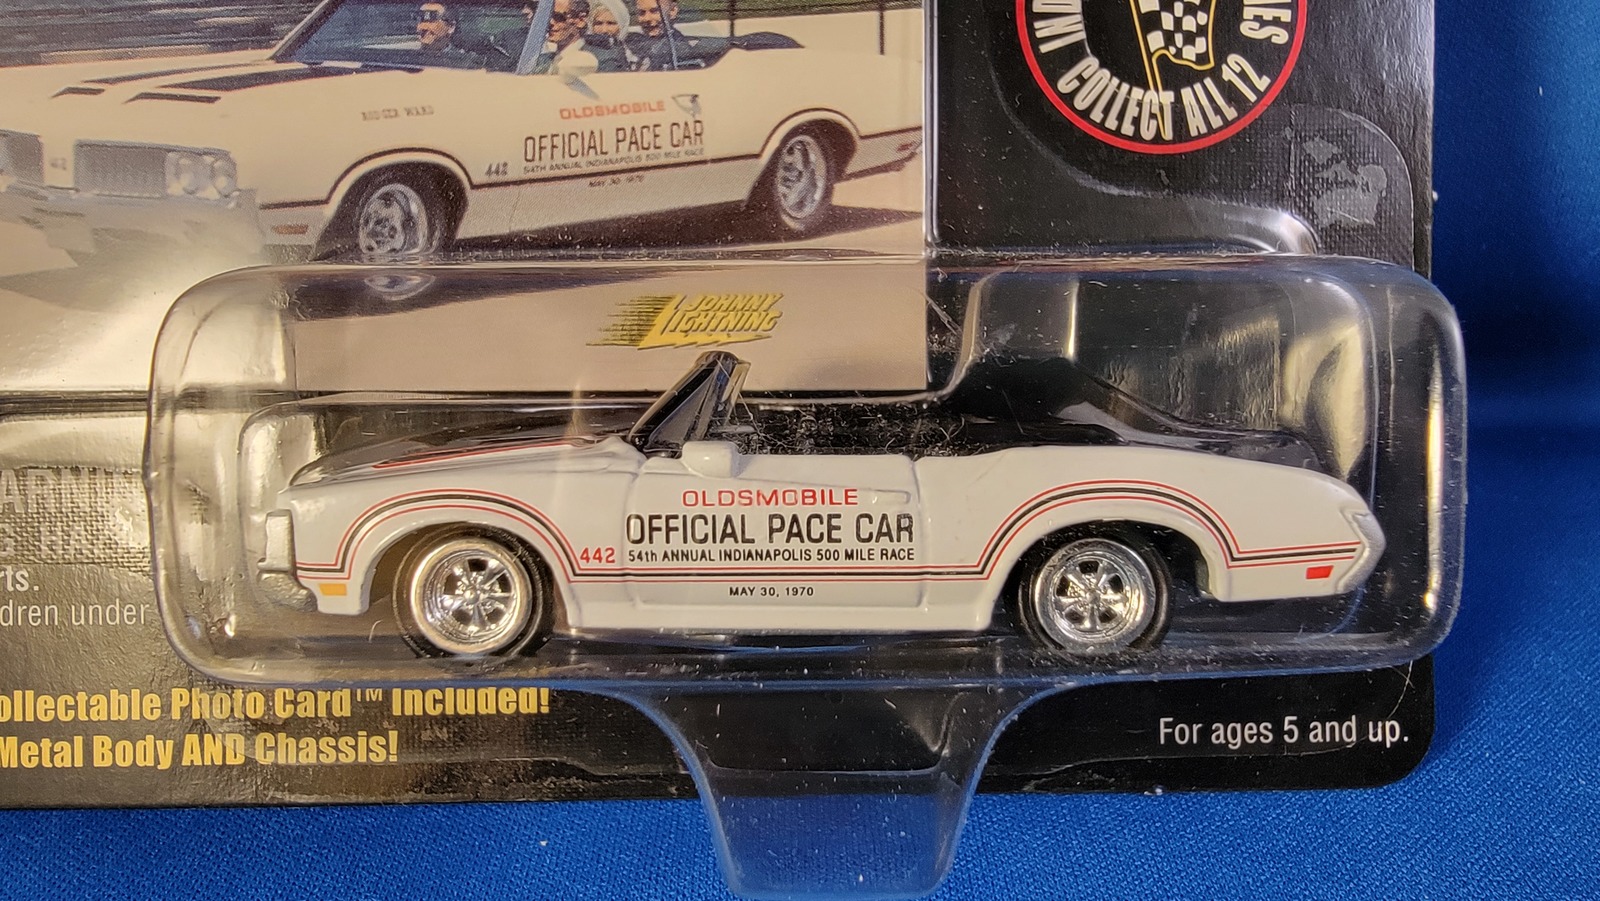 COLLECT ALL 12
RODGER WARD
OLDSMOBILE
OFFICIAL PACE CAR
442
54TH ANNUAL INDIANAPOLIS 500 MILE RACE
MAY 30, 1970
JOHNNY
LIGHTNING
OLDSMOBILE
OFFICIAL PACE CAR
442
54th ANNUAL INDIANAPOLIS 500 MILE RACE
MAY 30, 1970
rts.
dren under
ollectable Photo Card™ Included!
Metal Body AND Chassis!
For ages 5 and up.